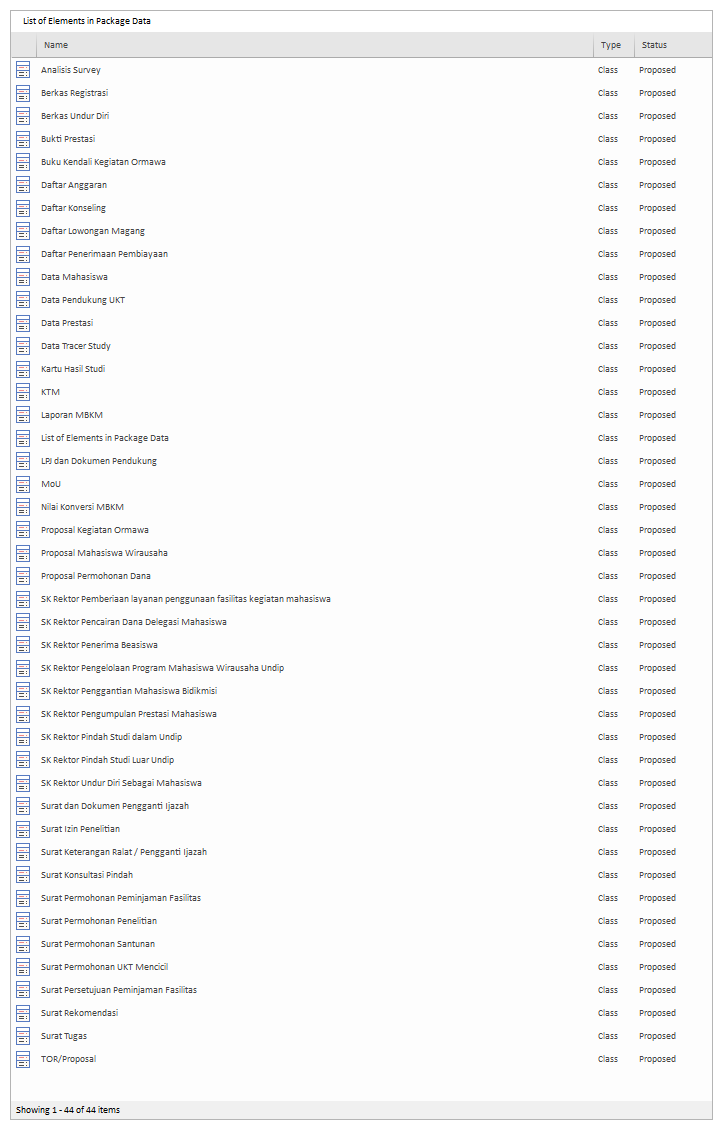 List of Elements in Package Data
Name Type Status
Analisis Survey Class Proposed
Berkas Registrasi Class Proposed
Berkas Undur Diri Class Proposed
Bukti Prestasi Class Proposed
Buku Kendali Kegiatan Ormawa Class Proposed
Daftar Anggaran Class Proposed
Daftar Konseling Class Proposed
Daftar Lowongan Magang Class Proposed
Daftar Penerimaan Pembiayaan Class Proposed
Data Mahasiswa Class Proposed
Data Pendukung UKT Class Proposed
Data Prestasi Class Proposed
Data Tracer Study Class Proposed
Kartu Hasil Studi Class Proposed
KTM Class Proposed
Laporan MBKM Class Proposed
List of Elements in Package Data Class Proposed
LPJ dan Dokumen Pendukung Class Proposed
MoU Class Proposed
Nilai Konversi MBKM Class Proposed
Proposal Kegiatan Ormawa Class Proposed
Proposal Mahasiswa Wirausaha Class Proposed
Proposal Permohonan Dana Class Proposed
SK Rektor Pemberiaan layanan penggunaan fasilitas kegiatan mahasiswa Class Proposed
SK Rektor Pencairan Dana Delegasi Mahasiswa Class Proposed
SK Rektor Penerima Beasiswa Class Proposed
SK Rektor Pengelolaan Program Mahasiswa Wirausaha Undip Class Proposed
SK Rektor Penggantian Mahasiswa Bidikmisi Class Proposed
SK Rektor Pengumpulan Prestasi Mahasiswa Class Proposed
SK Rektor Pindah Studi dalam Undip Class Proposed
SK Rektor Pindah Studi Luar Undip Class Proposed
SK Rektor Undur Diri Sebagai Mahasiswa Class Proposed
Surat dan Dokumen Pengganti Ijazah Class Proposed
Surat Izin Penelitian Class Proposed
Surat Keterangan Ralat / Pengganti Ijazah Class Proposed
Surat Konsultasi Pindah Class Proposed
Surat Permohonan Peminjaman Fasilitas Class Proposed
Surat Permohonan Penelitian Class Proposed
Surat Permohonan Santunan Class Proposed
Surat Permohonan UKT Mencicil Class Proposed
Surat Persetujuan Peminjaman Fasilitas Class Proposed
Surat Rekomendasi Class Proposed
Surat Tugas Class Proposed
TOR/Proposal Class Proposed
Showing 1 - 44 of 44 items